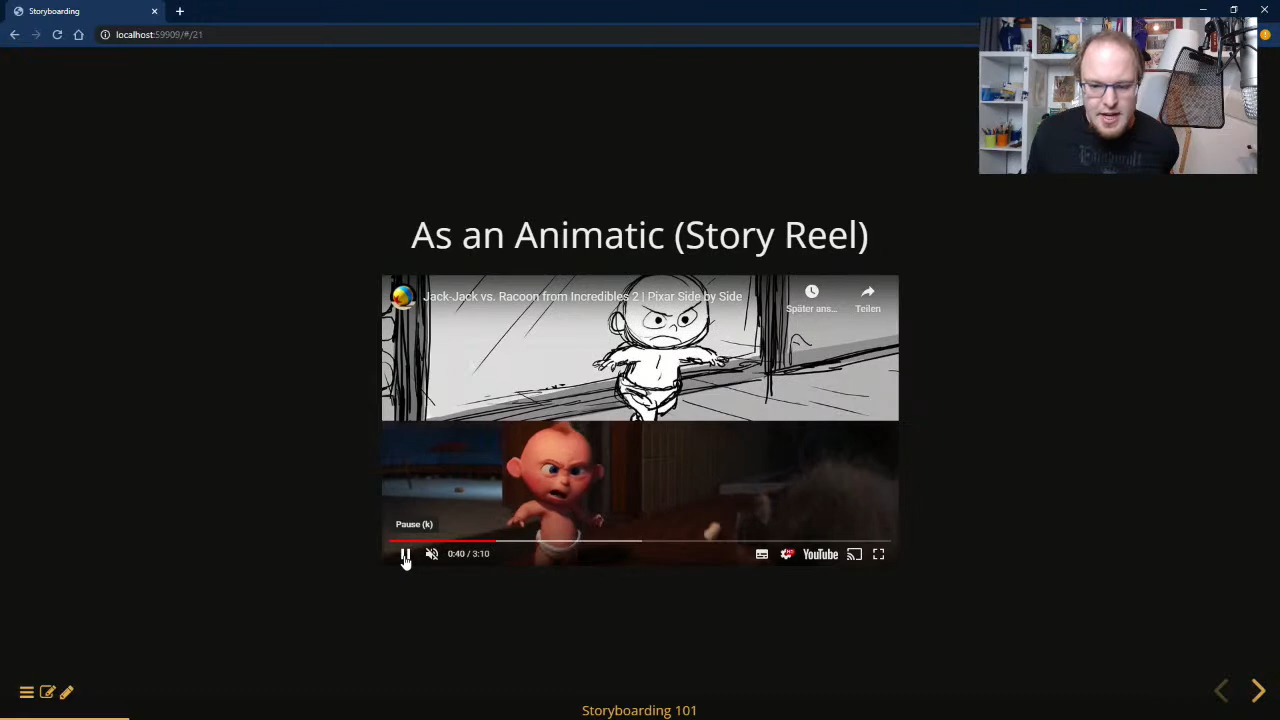 Storyboarding
localhost:59909/#/21
As an Animatic (Story Reel)
Jack-Jack vs. Racoon from Incredibles 2 | Pixar Side by Side
Später ans...
Teilen
Pause (k)
0:40 / 3:10
HD
YouTube
Storyboarding 101